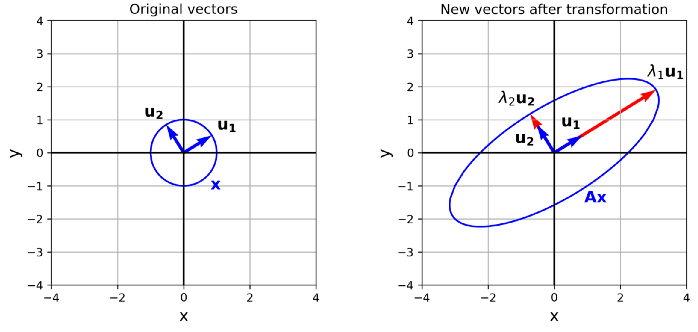 Original vectors
4
3
2
1
0
−1
−2
−3
−4
−4
−2
0
2
4
x
y
u₂
u₁
x
New vectors after transformation
4
3
2
1
0
−1
−2
−3
−4
−4
−2
0
2
4
x
y
λ₁u₁
λ₂u₂
u₁
u₂
Ax